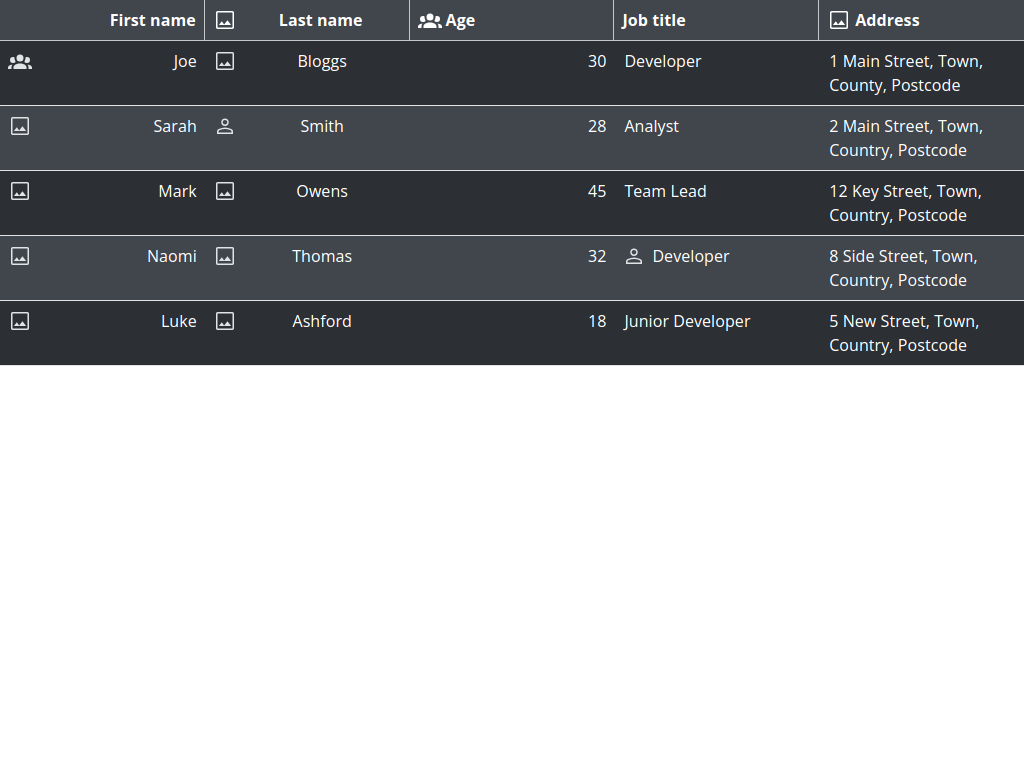 First name Last name Age Job title Address
Joe Bloggs 30 Developer 1 Main Street, Town,
County, Postcode
Sarah Smith 28 Analyst 2 Main Street, Town,
Country, Postcode
Mark Owens 45 Team Lead 12 Key Street, Town,
Country, Postcode
Naomi Thomas 32 Developer 8 Side Street, Town,
Country, Postcode
Luke Ashford 18 Junior Developer 5 New Street, Town,
Country, Postcode